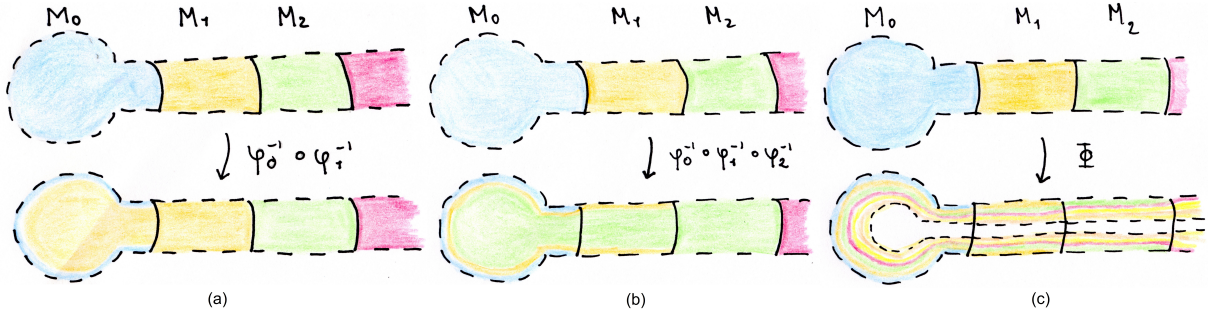 M₀ M₁ M₂
φ₀⁻¹ ∘ φ₁⁻¹
(a)
M₀ M₁ M₂
φ₀⁻¹ ∘ φ₁⁻¹ ∘ φ₂⁻¹
(b)
M₀ M₁ M₂
Φ
(c)